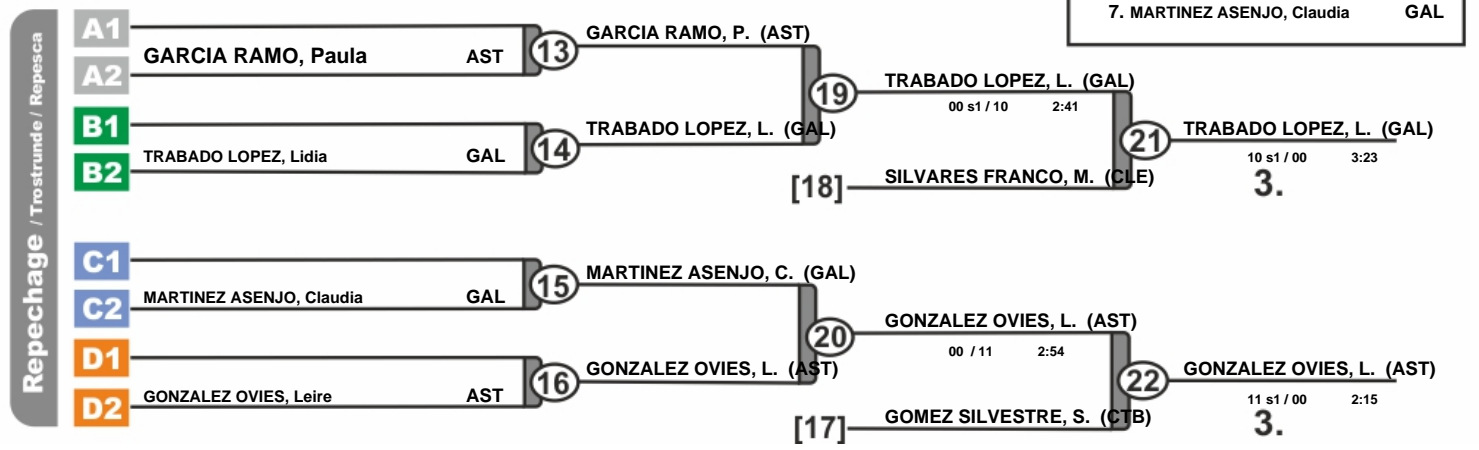 7. MARTINEZ ASENJO, Claudia GAL
Repechage / Trostrunde / Repesca
A1
GARCIA RAMO, Paula AST
A2
13
GARCIA RAMO, P. (AST)
B1
TRABADO LOPEZ, Lidia GAL
B2
14
TRABADO LOPEZ, L. (GAL)
19
TRABADO LOPEZ, L. (GAL)
00 s1 / 10 2:41
[18]
SILVARES FRANCO, M. (CLE)
21
TRABADO LOPEZ, L. (GAL)
10 s1 / 00 3:23
3.
C1
MARTINEZ ASENJO, Claudia GAL
C2
15
MARTINEZ ASENJO, C. (GAL)
D1
GONZALEZ OVIES, Leire AST
D2
16
GONZALEZ OVIES, L. (AST)
20
GONZALEZ OVIES, L. (AST)
00 / 11 2:54
[17]
GOMEZ SILVESTRE, S. (CTB)
22
GONZALEZ OVIES, L. (AST)
11 s1 / 00 2:15
3.